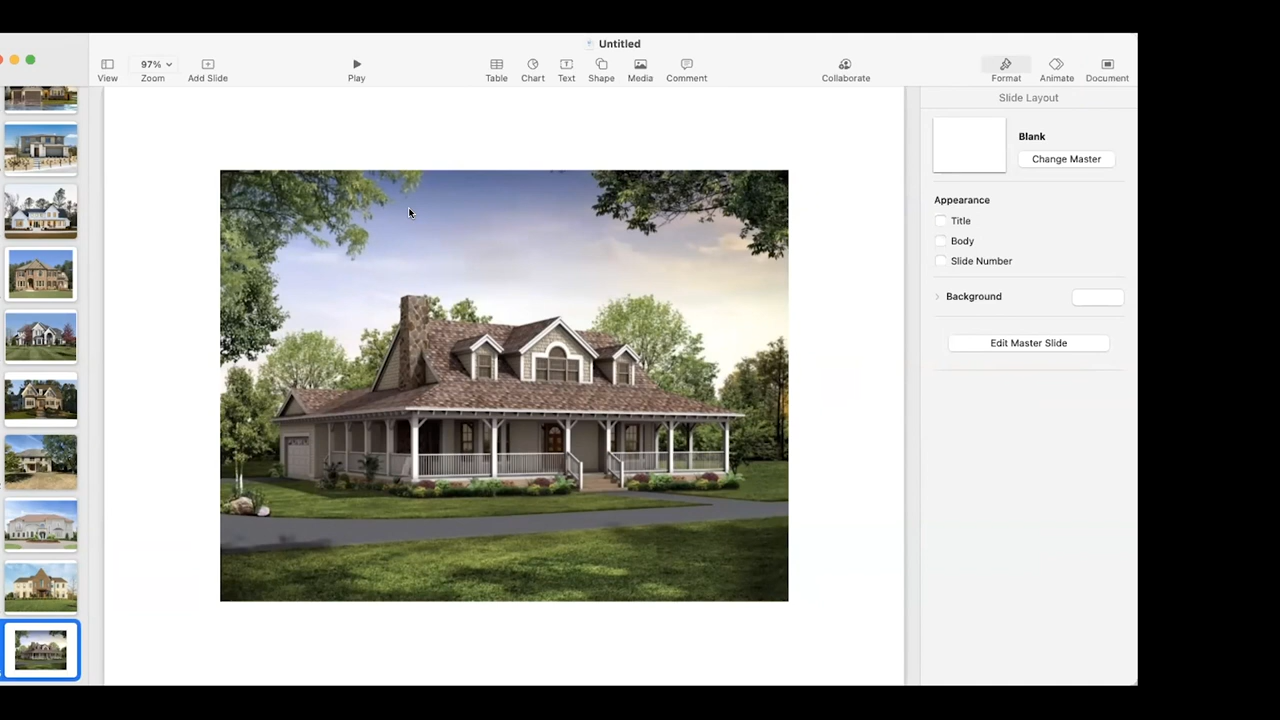 Untitled
97%
View Zoom Add Slide Play Table Chart Text Shape Media Comment Collaborate Format Animate Document
Slide Layout
Blank
Change Master
Appearance
Title
Body
Slide Number
Background
Edit Master Slide